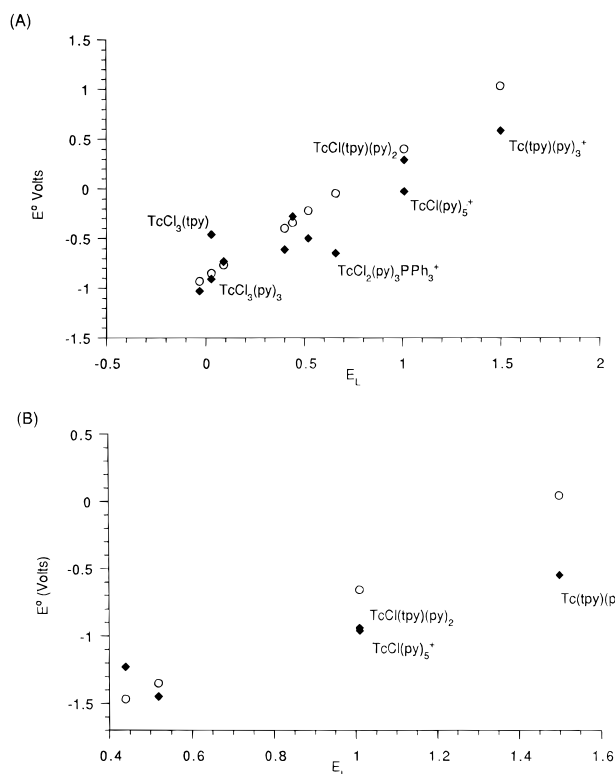 (A)
1.5
1
0.5
0
-0.5
-1
-1.5
E° Volts
TcCl(tpy)(py)₂
Tc(tpy)(py)₃⁺
TcCl(py)₅⁺
TcCl₃(tpy)
TcCl₂(py)₃PPh₃⁺
TcCl₃(py)₃
-0.5
0
0.5
1
1.5
2
E_L
(B)
0.5
0
-0.5
-1
-1.5
E° (Volts)
Tc(tpy)(p
TcCl(tpy)(py)₂
TcCl(py)₅⁺
0.4
0.6
0.8
1
1.2
1.4
1.6